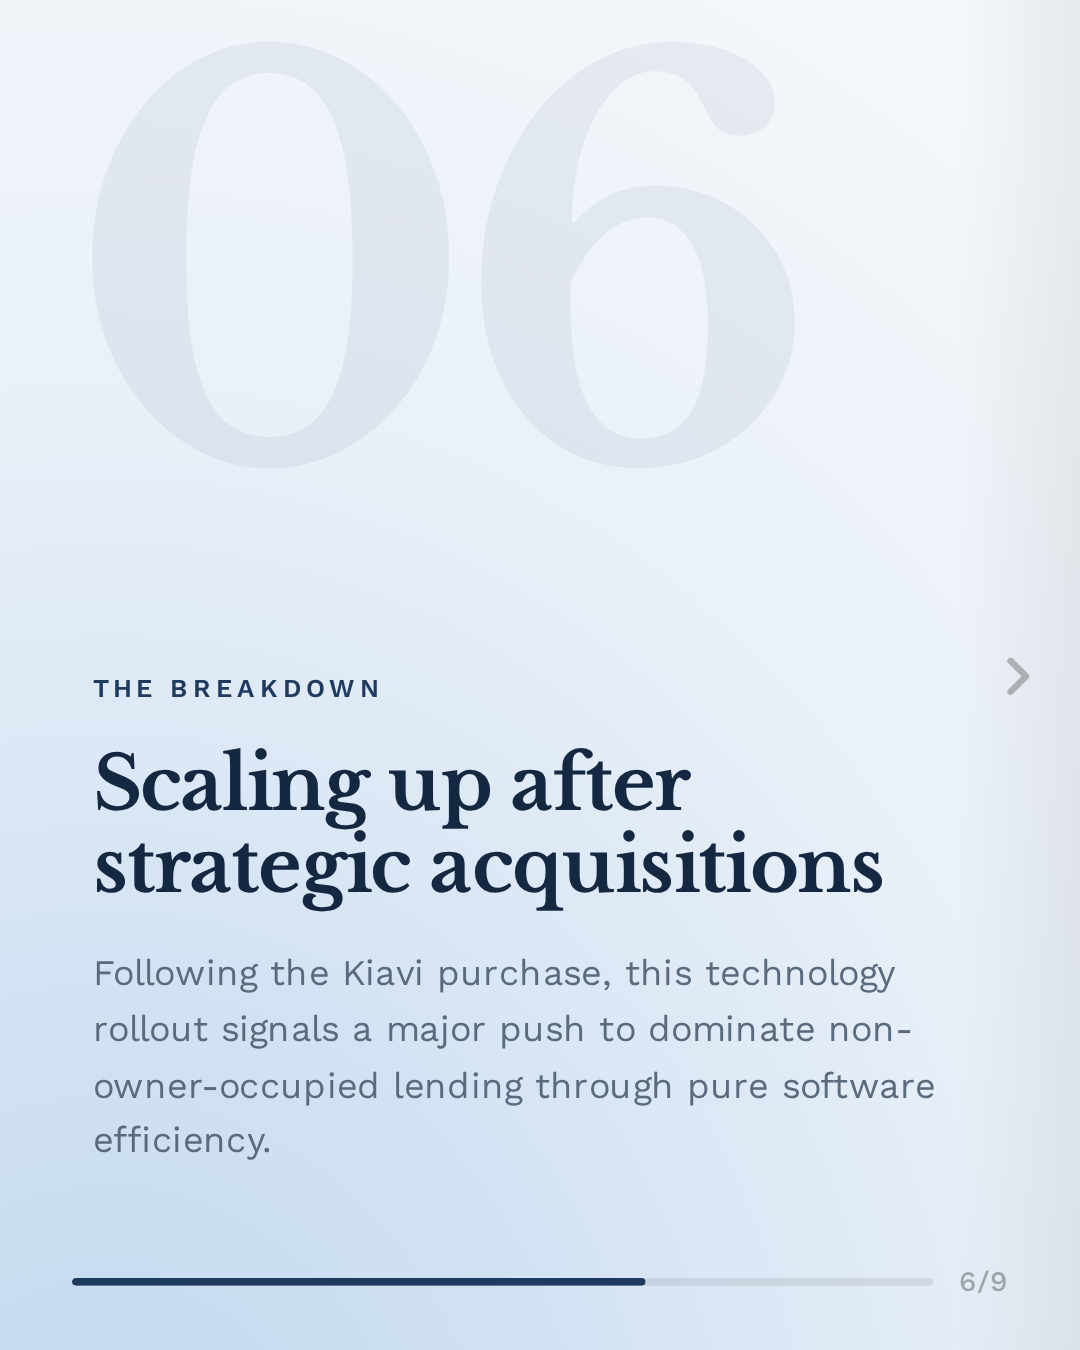 06
THE BREAKDOWN
Scaling up after
strategic acquisitions
Following the Kiavi purchase, this technology
rollout signals a major push to dominate non-
owner-occupied lending through pure software
efficiency.
6/9